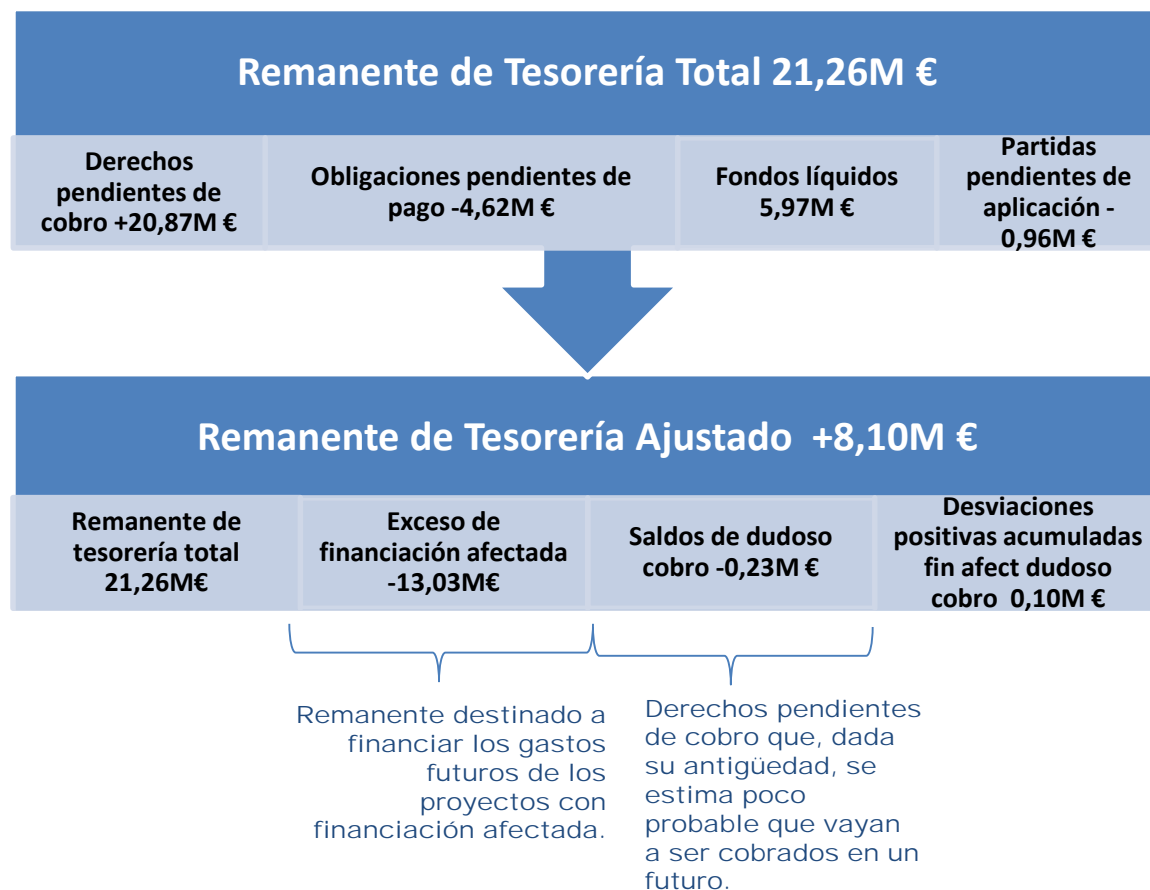 Remanente de Tesorería Total 21,26M €
Derechos
pendientes de
cobro +20,87M €
Obligaciones pendientes de
pago -4,62M €
Fondos líquidos
5,97M €
Partidas
pendientes de
aplicación -
0,96M €
Remanente de Tesorería Ajustado +8,10M €
Remanente de
tesorería total
21,26M€
Exceso de
financiación afectada
-13,03M€
Saldos de dudoso
cobro -0,23M €
Desviaciones
positivas acumuladas
fin afect dudoso
cobro 0,10M €
Remanente destinado a
financiar los gastos
futuros de los
proyectos con
financiación afectada.
Derechos pendientes
de cobro que, dada
su antigüedad, se
estima poco
probable que vayan
a ser cobrados en un
futuro.